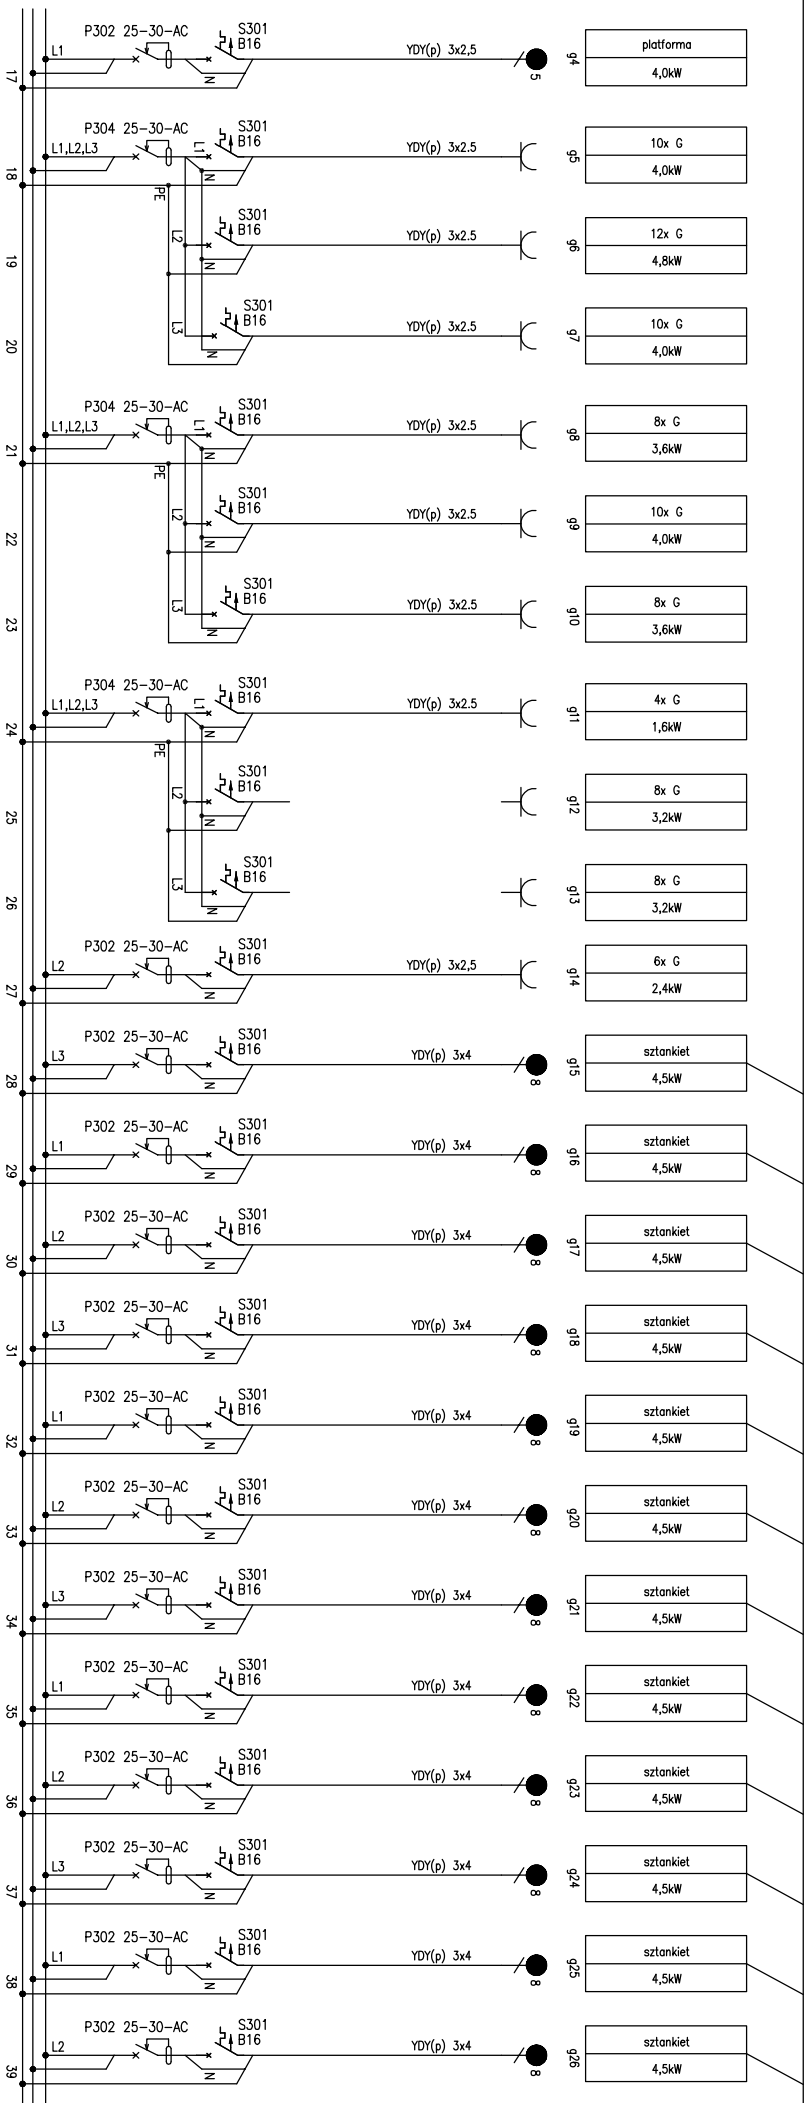 P302 25-30-AC
S301
B16
L1
N
YDY(p) 3x2,5
5
g4
platforma
4,0kW
17
P304 25-30-AC
S301
B16
L1,L2,L3
L1
N
PE
YDY(p) 3x2.5
g5
10x G
4,0kW
18
S301
B16
L2
N
YDY(p) 3x2.5
g6
12x G
4,8kW
19
S301
B16
L3
N
YDY(p) 3x2.5
g7
10x G
4,0kW
20
P304 25-30-AC
S301
B16
L1,L2,L3
L1
N
PE
YDY(p) 3x2.5
g8
8x G
3,6kW
21
S301
B16
L2
N
YDY(p) 3x2.5
g9
10x G
4,0kW
22
S301
B16
L3
N
YDY(p) 3x2.5
g10
8x G
3,6kW
23
P304 25-30-AC
S301
B16
L1,L2,L3
L1
N
PE
YDY(p) 3x2.5
g11
4x G
1,6kW
24
S301
B16
L2
N
g12
8x G
3,2kW
25
S301
B16
L3
N
g13
8x G
3,2kW
26
P302 25-30-AC
S301
B16
L2
N
YDY(p) 3x2,5
g14
6x G
2,4kW
27
P302 25-30-AC
S301
B16
L3
N
YDY(p) 3x4
8
g15
sztankiet
4,5kW
28
P302 25-30-AC
S301
B16
L1
N
YDY(p) 3x4
8
g16
sztankiet
4,5kW
29
P302 25-30-AC
S301
B16
L2
N
YDY(p) 3x4
8
g17
sztankiet
4,5kW
30
P302 25-30-AC
S301
B16
L3
N
YDY(p) 3x4
8
g18
sztankiet
4,5kW
31
P302 25-30-AC
S301
B16
L1
N
YDY(p) 3x4
8
g19
sztankiet
4,5kW
32
P302 25-30-AC
S301
B16
L2
N
YDY(p) 3x4
8
g20
sztankiet
4,5kW
33
P302 25-30-AC
S301
B16
L3
N
YDY(p) 3x4
8
g21
sztankiet
4,5kW
34
P302 25-30-AC
S301
B16
L1
N
YDY(p) 3x4
8
g22
sztankiet
4,5kW
35
P302 25-30-AC
S301
B16
L2
N
YDY(p) 3x4
8
g23
sztankiet
4,5kW
36
P302 25-30-AC
S301
B16
L3
N
YDY(p) 3x4
8
g24
sztankiet
4,5kW
37
P302 25-30-AC
S301
B16
L1
N
YDY(p) 3x4
8
g25
sztankiet
4,5kW
38
P302 25-30-AC
S301
B16
L2
N
YDY(p) 3x4
8
g26
sztankiet
4,5kW
39